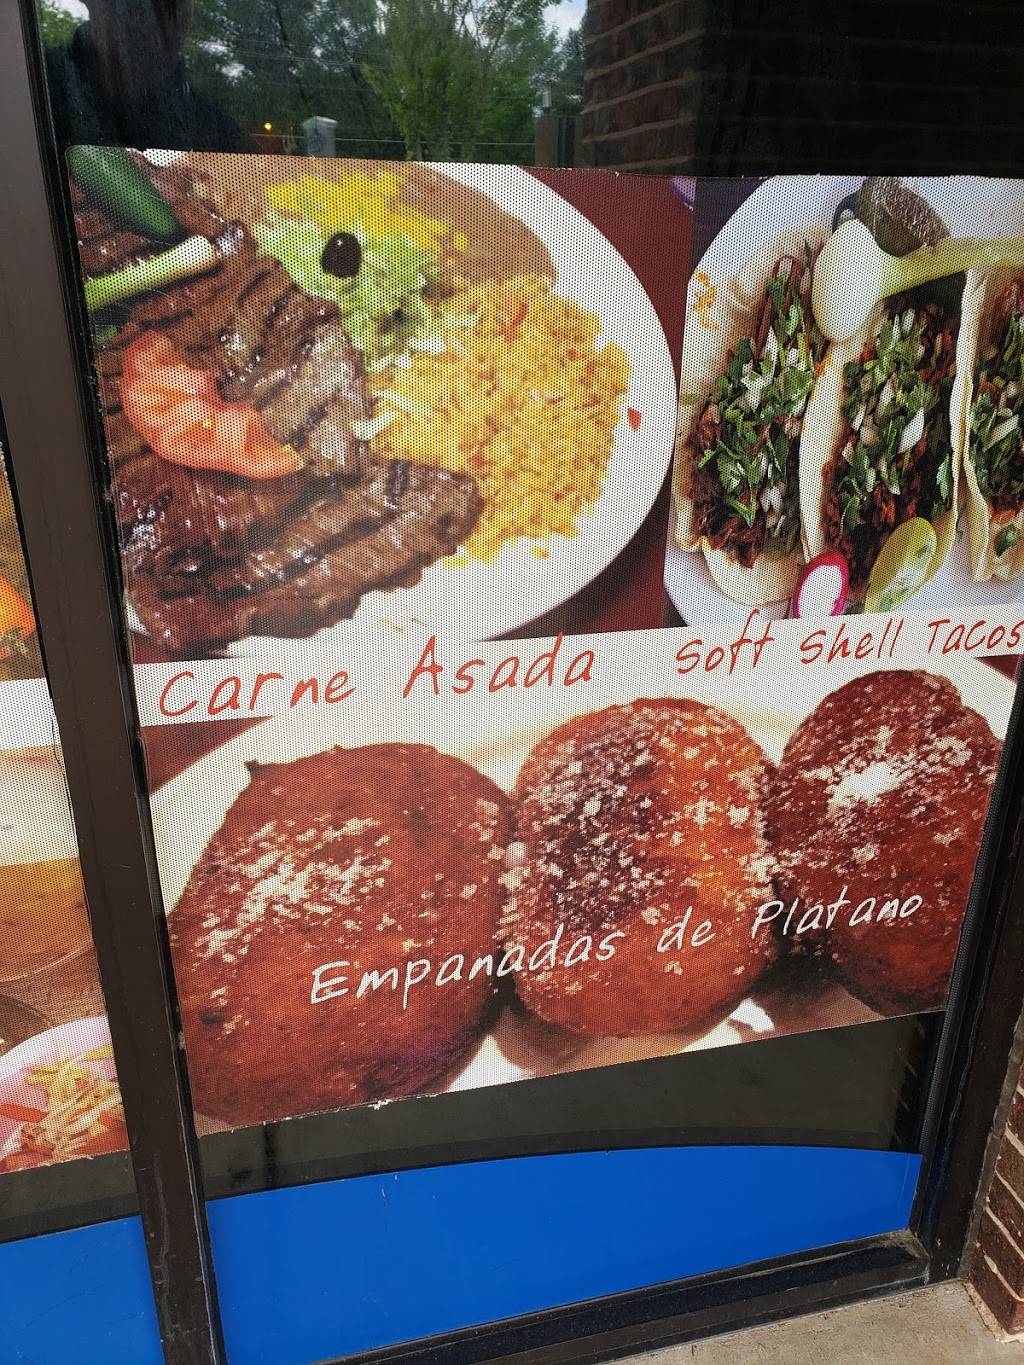 Carne Asada
Soft Shell Tacos
Empanadas de Platano